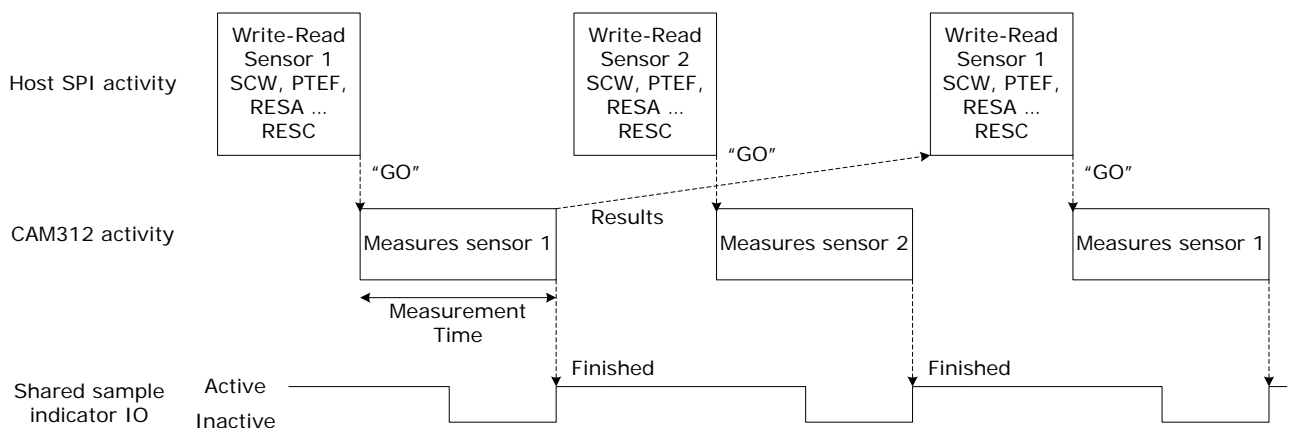 Write-Read
Sensor 1
SCW, PTEF,
RESA ...
RESC
Write-Read
Sensor 2
SCW, PTEF,
RESA ...
RESC
Write-Read
Sensor 1
SCW, PTEF,
RESA ...
RESC
Host SPI activity
“GO”
“GO”
“GO”
Results
CAM312 activity
Measures sensor 1
Measures sensor 2
Measures sensor 1
Measurement
Time
Finished
Finished
Shared sample
indicator IO
Active
Inactive